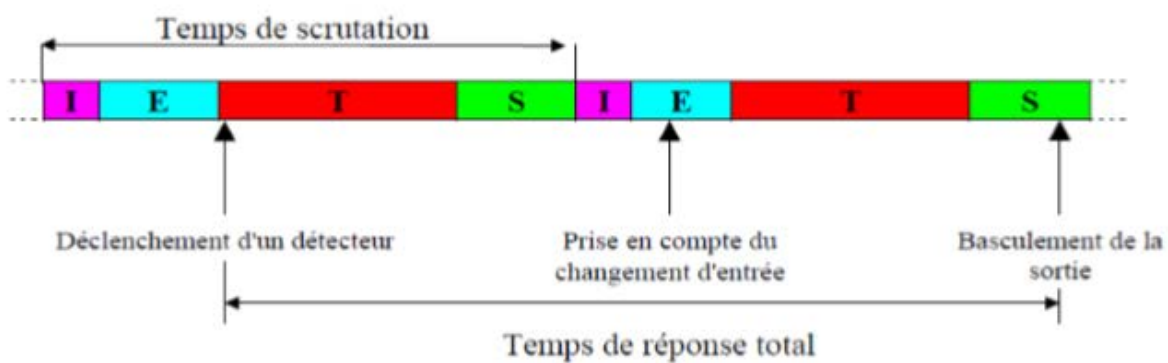 Temps de scrutation
I E T S I E T S
Déclenchement d'un détecteur
Prise en compte du
changement d'entrée
Basculement de la
sortie
Temps de réponse total